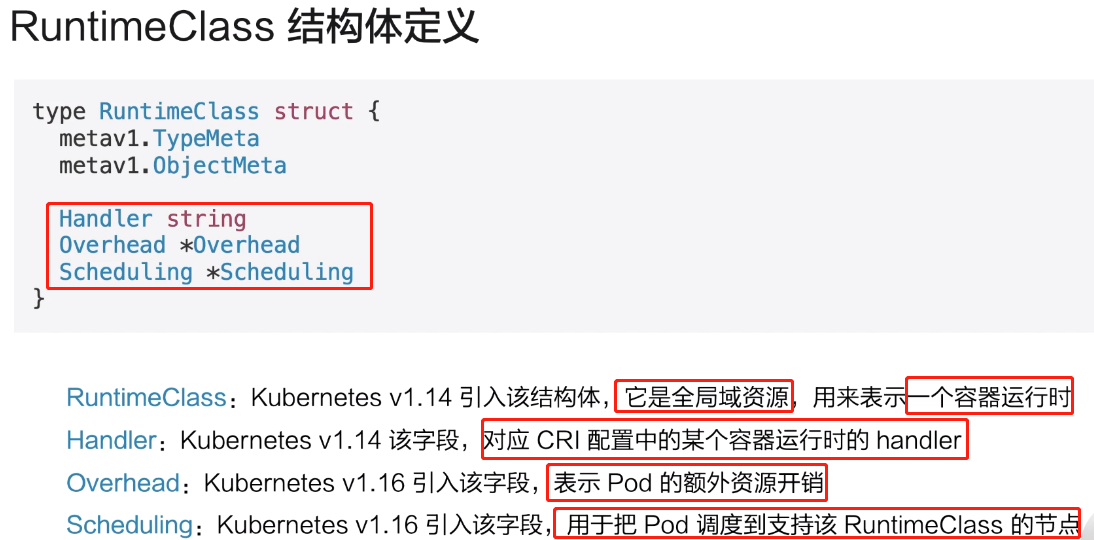 RuntimeClass 结构体定义
type RuntimeClass struct {
metav1.TypeMeta
metav1.ObjectMeta
Handler string
Overhead *Overhead
Scheduling *Scheduling
}
RuntimeClass：Kubernetes v1.14 引入该结构体，它是全局域资源，用来表示一个容器运行时
Handler：Kubernetes v1.14 该字段，对应 CRI 配置中的某个容器运行时的 handler
Overhead：Kubernetes v1.16 引入该字段，表示 Pod 的额外资源开销
Scheduling：Kubernetes v1.16 引入该字段，用于把 Pod 调度到支持该 RuntimeClass 的节点